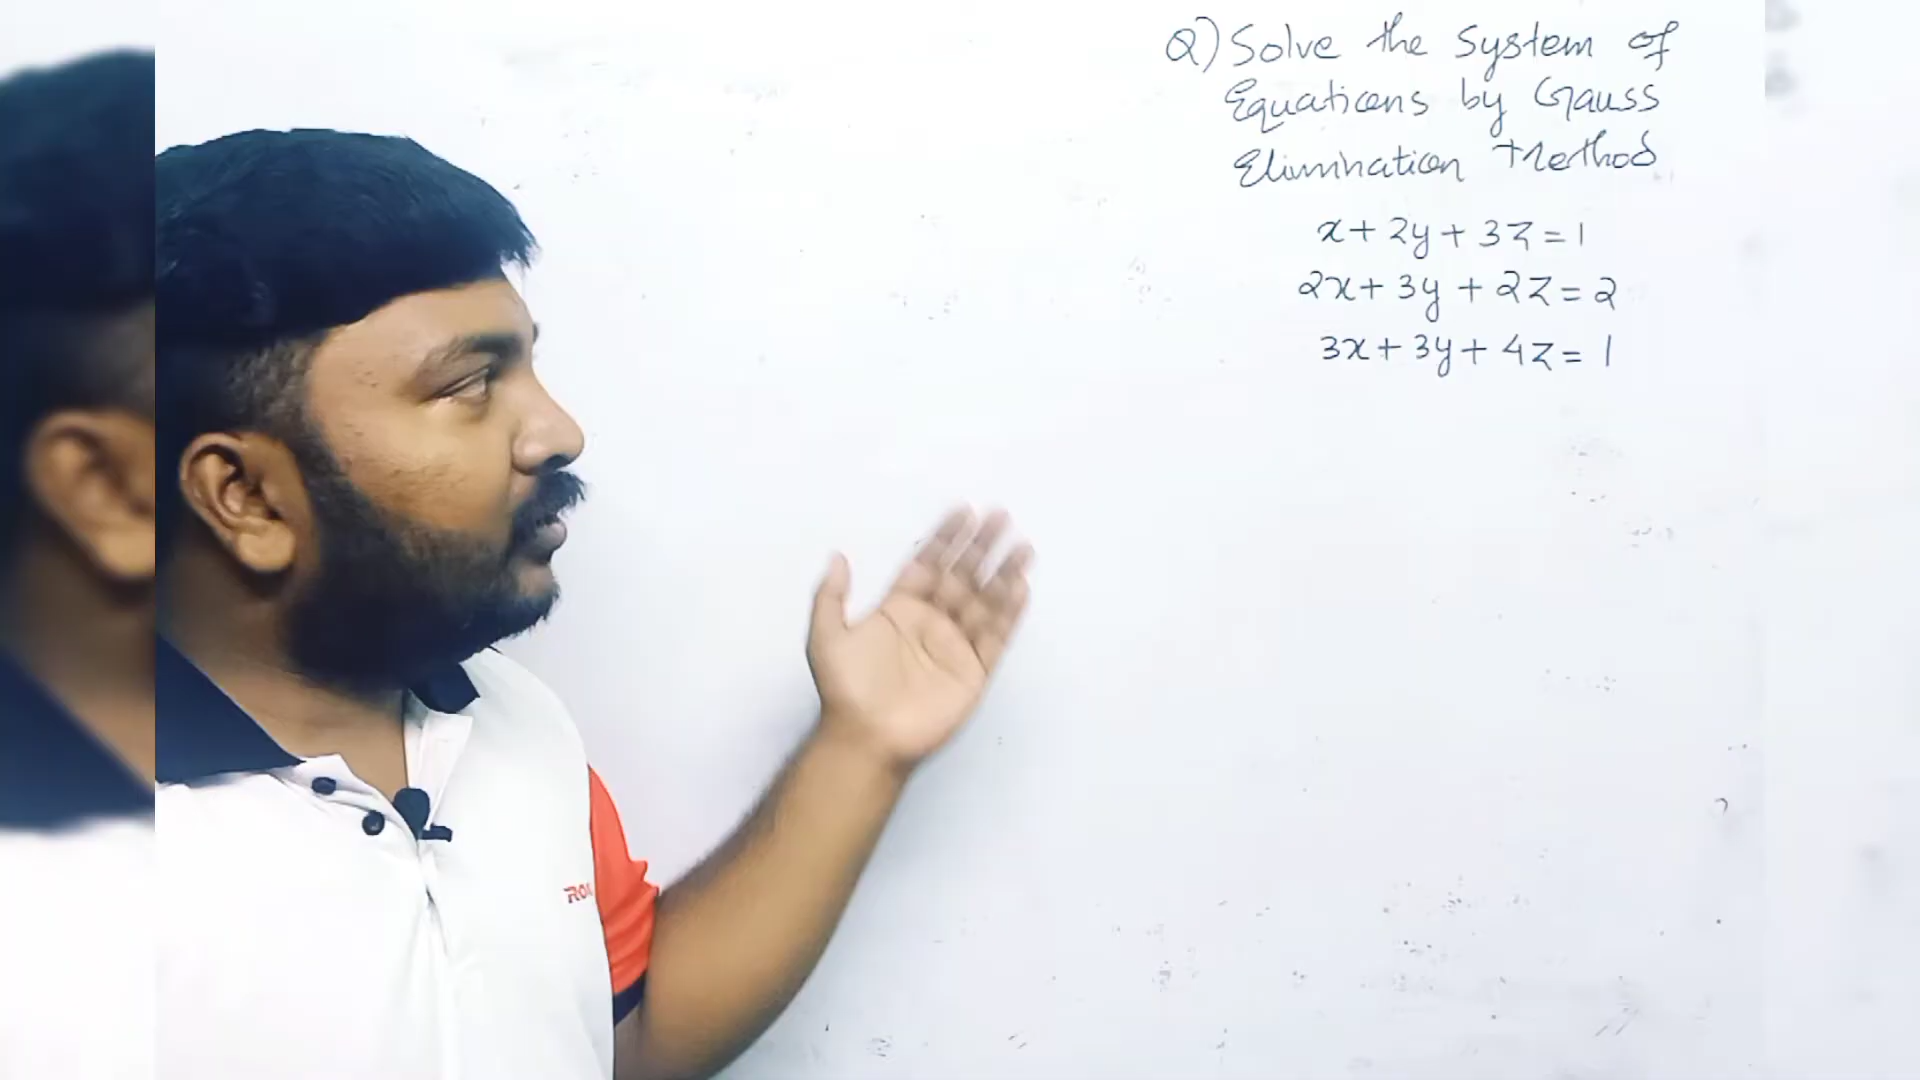 Q) Solve the System of
Equations by Gauss
Elimination Method
x + 2y + 3z = 1
2x + 3y + 2z = 2
3x + 3y + 4z = 1